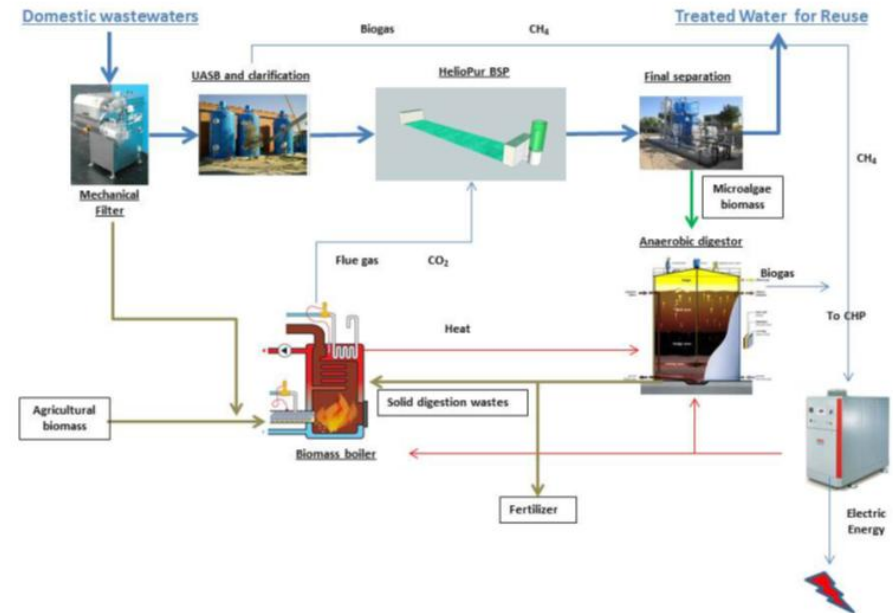 Domestic wastewaters
Treated Water for Reuse
Biogas
CH₄
UASB and clarification
HelioPur BSP
Final separation
CH₄
Mechanical
Filter
Microalgae
biomass
Anaerobic digestor
Flue gas
CO₂
Biogas
To CHP
Heat
Agricultural
biomass
Solid digestion wastes
Biomass boiler
Fertilizer
Electric
Energy